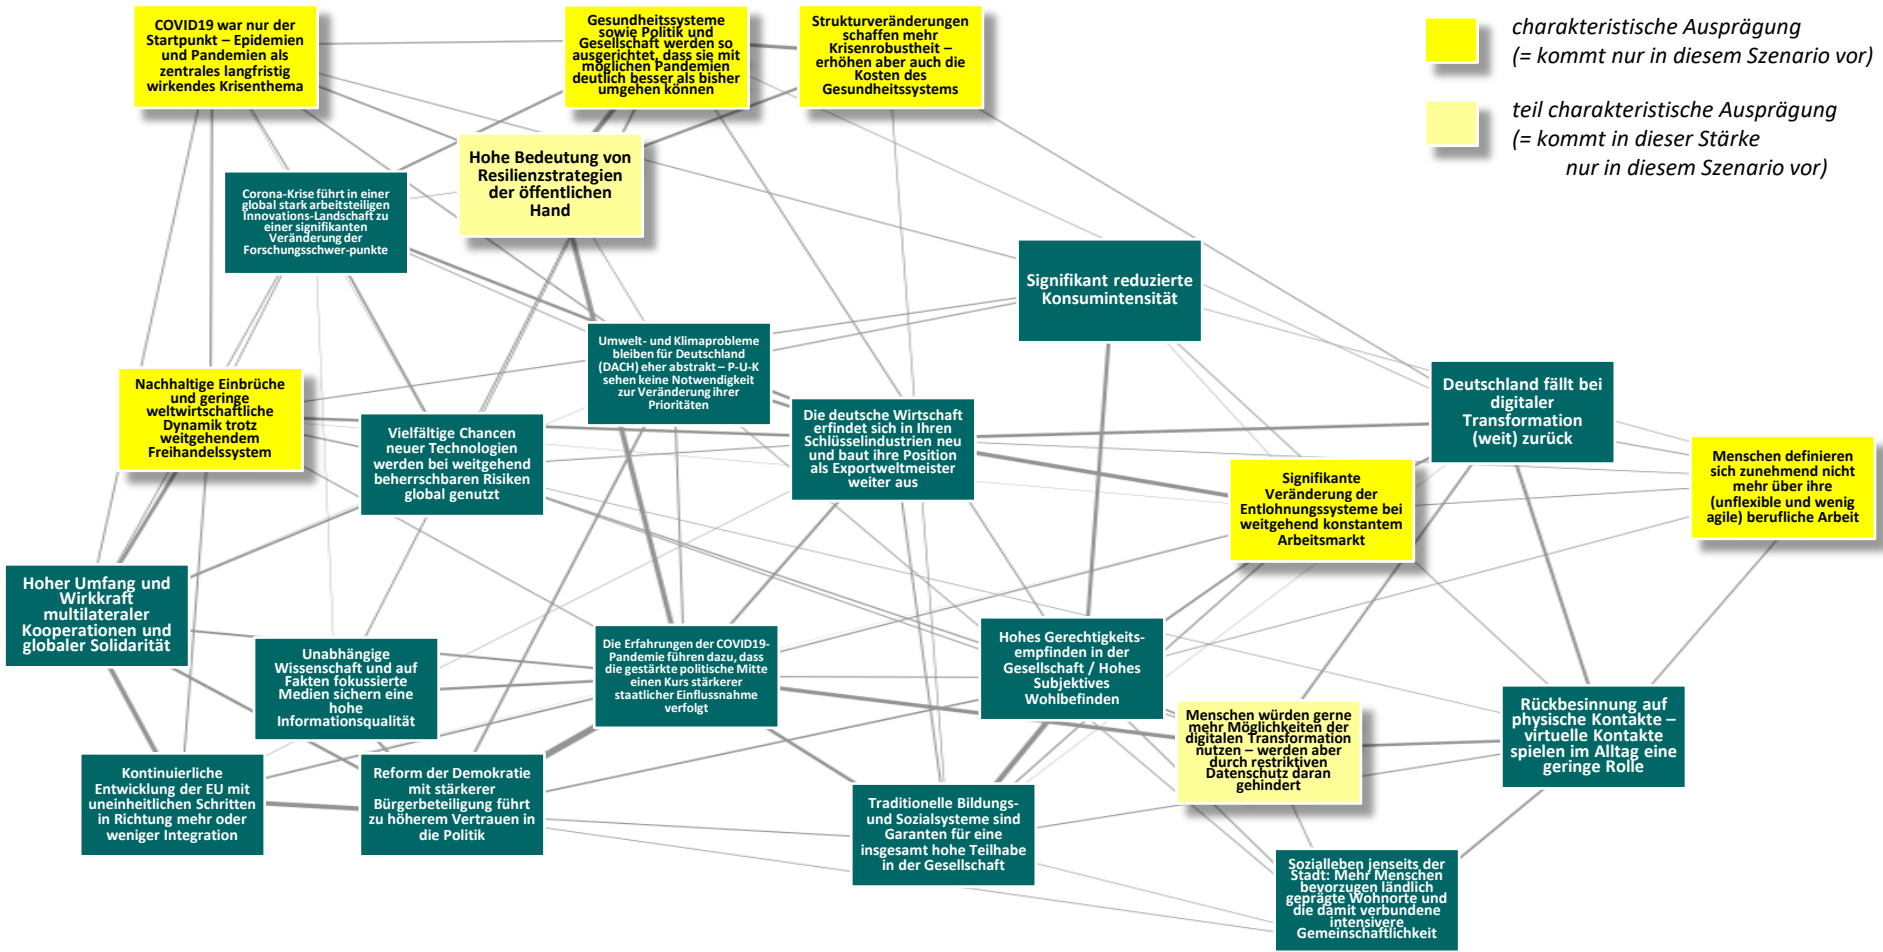 COVID19 war nur der
Startpunkt – Epidemien
und Pandemien als
zentrales langfristig
wirkendes Krisenthema
Gesundheitssysteme
sowie Politik und
Gesellschaft werden so
ausgerichtet, dass sie mit
möglichen Pandemien
deutlich besser als bisher
umgehen können
Strukturveränderungen
schaffen mehr
Krisenrobustheit –
erhöhen aber auch die
Kosten des
Gesundheitssystems
charakteristische Ausprägung
(= kommt nur in diesem Szenario vor)
teil charakteristische Ausprägung
(= kommt in dieser Stärke
nur in diesem Szenario vor)
Hohe Bedeutung von
Resilienzstrategien
der öffentlichen
Hand
Corona-Krise führt in einer
global stark arbeitsteiligen
Innovations-Landschaft zu
einer signifikanten
Veränderung der
Forschungsschwer-punkte
Signifikant reduzierte
Konsumintensität
Umwelt- und Klimaprobleme
bleiben für Deutschland
(DACH) eher abstrakt – P-U-K
sehen keine Notwendigkeit
zur Veränderung ihrer
Prioritäten
Nachhaltige Einbrüche
und geringe
weltwirtschaftliche
Dynamik trotz
weitgehendem
Freihandelssystem
Vielfältige Chancen
neuer Technologien
werden bei weitgehend
beherrschbaren Risiken
global genutzt
Die deutsche Wirtschaft
erfindet sich in Ihren
Schlüsselindustrien neu
und baut ihre Position
als Exportweltmeister
weiter aus
Deutschland fällt bei
digitaler
Transformation
(weit) zurück
Signifikante
Veränderung der
Entlohnungssysteme bei
weitgehend konstantem
Arbeitsmarkt
Menschen definieren
sich zunehmend nicht
mehr über ihre
(unflexible und wenig
agile) berufliche Arbeit
Hoher Umfang und
Wirkkraft
multilateraler
Kooperationen und
globaler Solidarität
Unabhängige
Wissenschaft und auf
Fakten fokussierte
Medien sichern eine
hohe
Informationsqualität
Die Erfahrungen der COVID19-
Pandemie führen dazu, dass
die gestärkte politische Mitte
einen Kurs stärkerer
staatlicher Einflussnahme
verfolgt
Hohes Gerechtigkeits-
empfinden in der
Gesellschaft / Hohes
Subjektives
Wohlbefinden
Menschen würden gerne
mehr Möglichkeiten der
digitalen Transformation
nutzen – werden aber
durch restriktiven
Datenschutz daran
gehindert
Rückbesinnung auf
physische Kontakte –
virtuelle Kontakte
spielen im Alltag eine
geringe Rolle
Kontinuierliche
Entwicklung der EU mit
uneinheitlichen Schritten
in Richtung mehr oder
weniger Integration
Reform der Demokratie
mit stärkerer
Bürgerbeteiligung führt
zu höherem Vertrauen in
die Politik
Traditionelle Bildungs-
und Sozialsysteme sind
Garanten für eine
insgesamt hohe Teilhabe
in der Gesellschaft
Sozialleben jenseits der
Stadt: Mehr Menschen
bevorzugen ländlich
geprägte Wohnorte und
die damit verbundene
intensivere
Gemeinschaftlichkeit